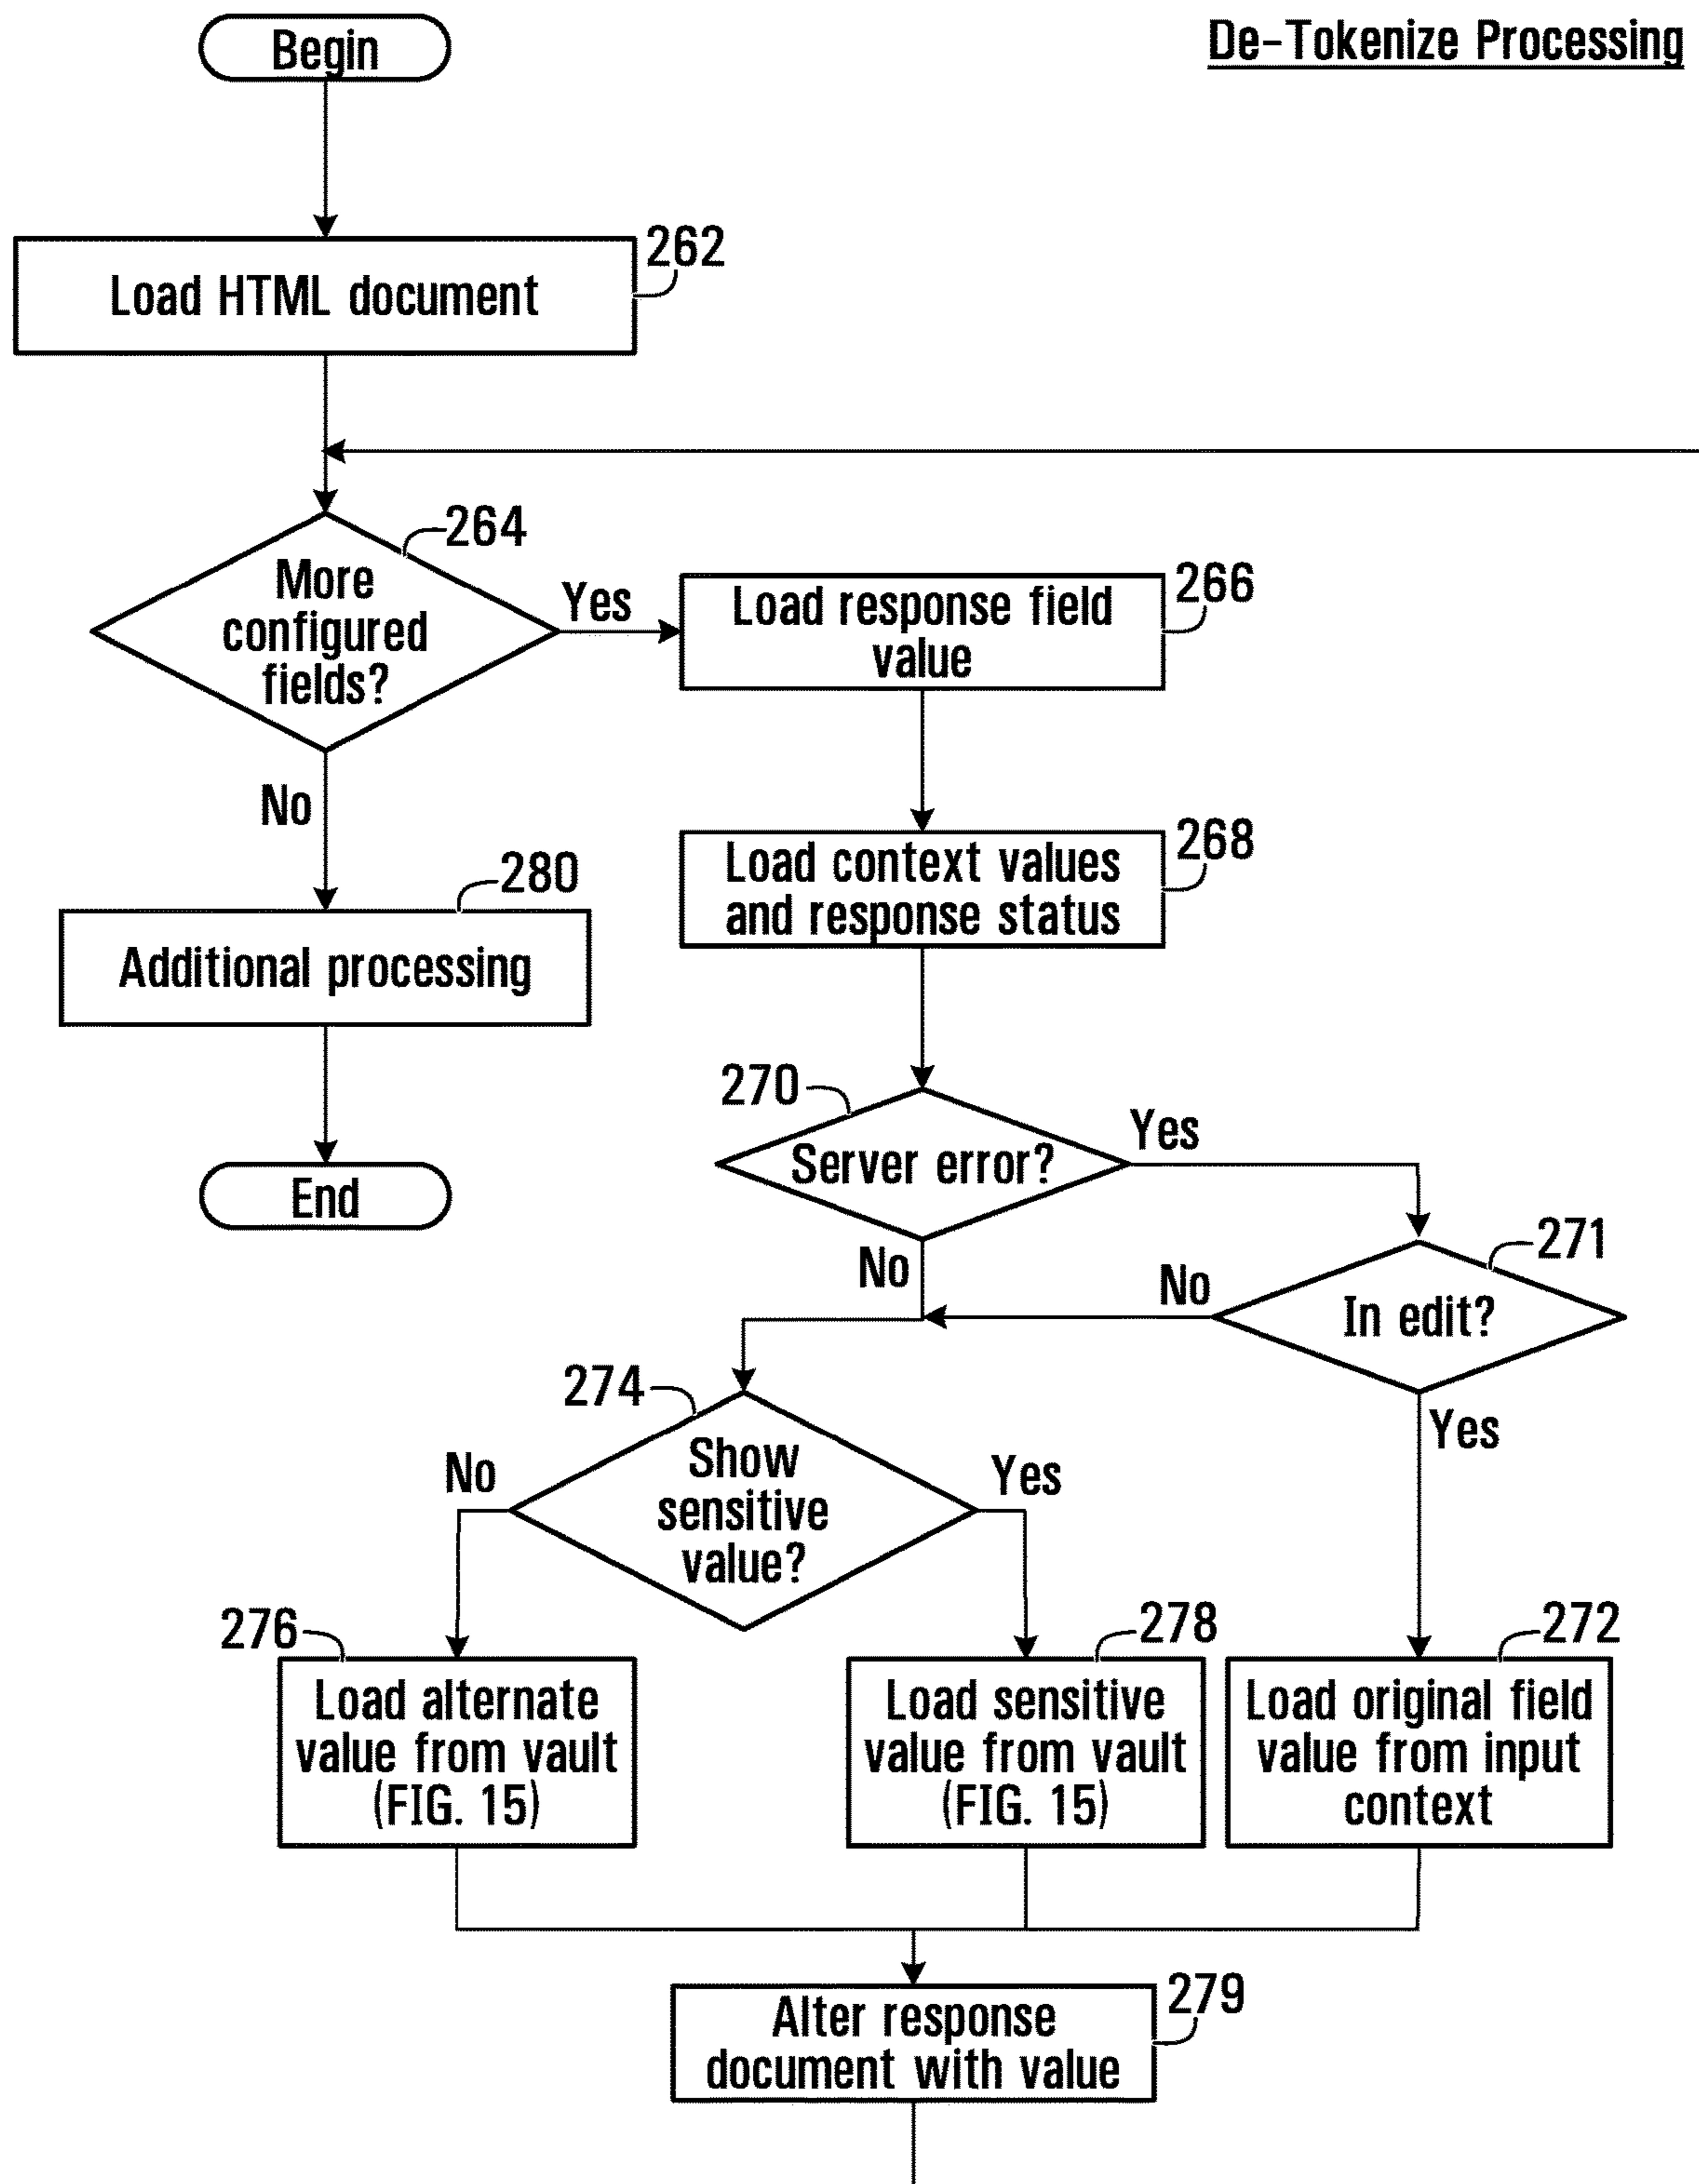 De-Tokenize Processing
Begin
262
Load HTML document
264
More
configured
fields?
Yes
266
Load response field
value
No
268
Load context values
and response status
280
Additional processing
270
Server error?
Yes
End
271
In edit?
No
No
274
Show
sensitive
value?
No
Yes
Yes
276
Load alternate
value from vault
(FIG. 15)
278
Load sensitive
value from vault
(FIG. 15)
272
Load original field
value from input
context
279
Alter response
document with value